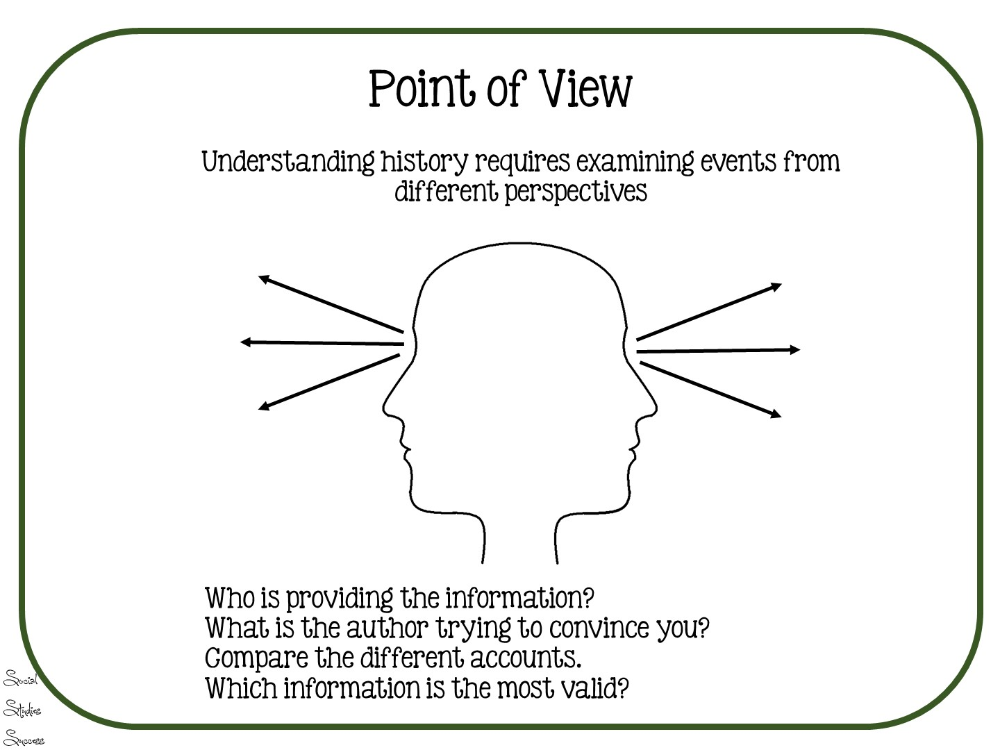 Point of View
Understanding history requires examining events from
different perspectives
Who is providing the information?
What is the author trying to convince you?
Compare the different accounts.
Which information is the most valid?
Social
Studies
Success